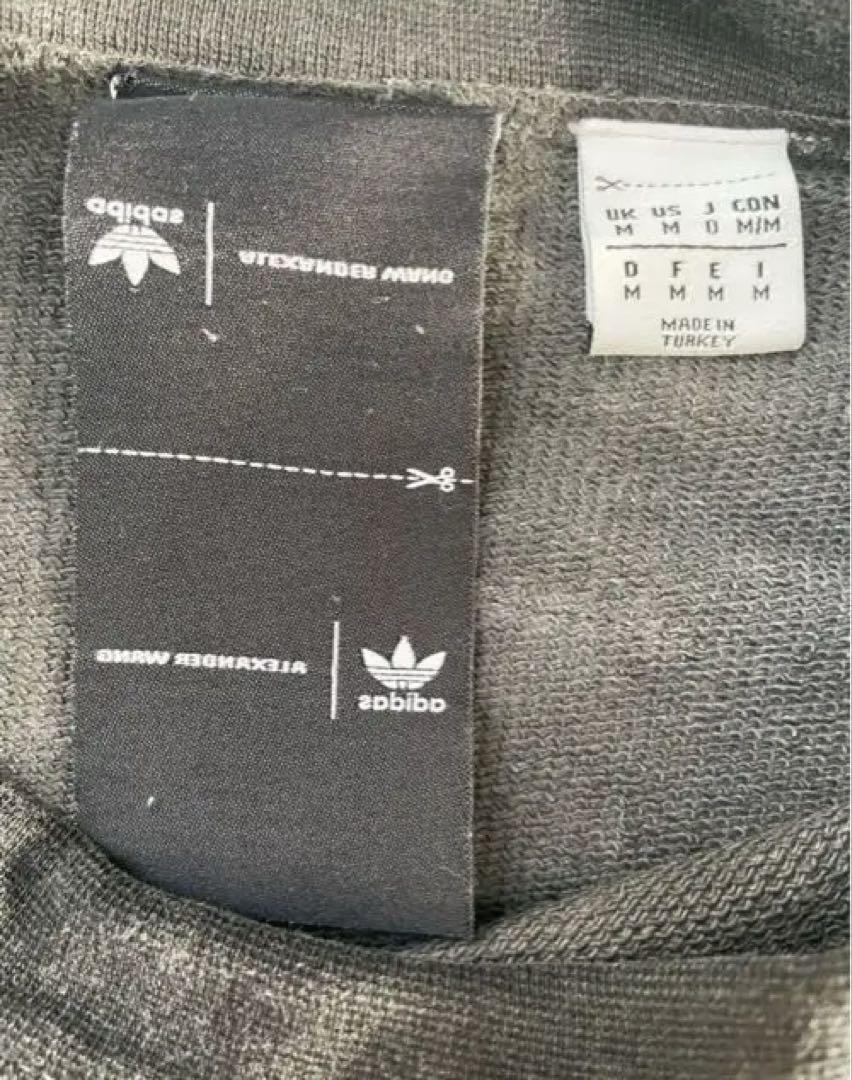 adidas
ALEXANDER WANG
ALEXANDER WANG
adidas
UK US J CDN
M M O M/M
D F E I
M M M M
MADE IN
TURKEY